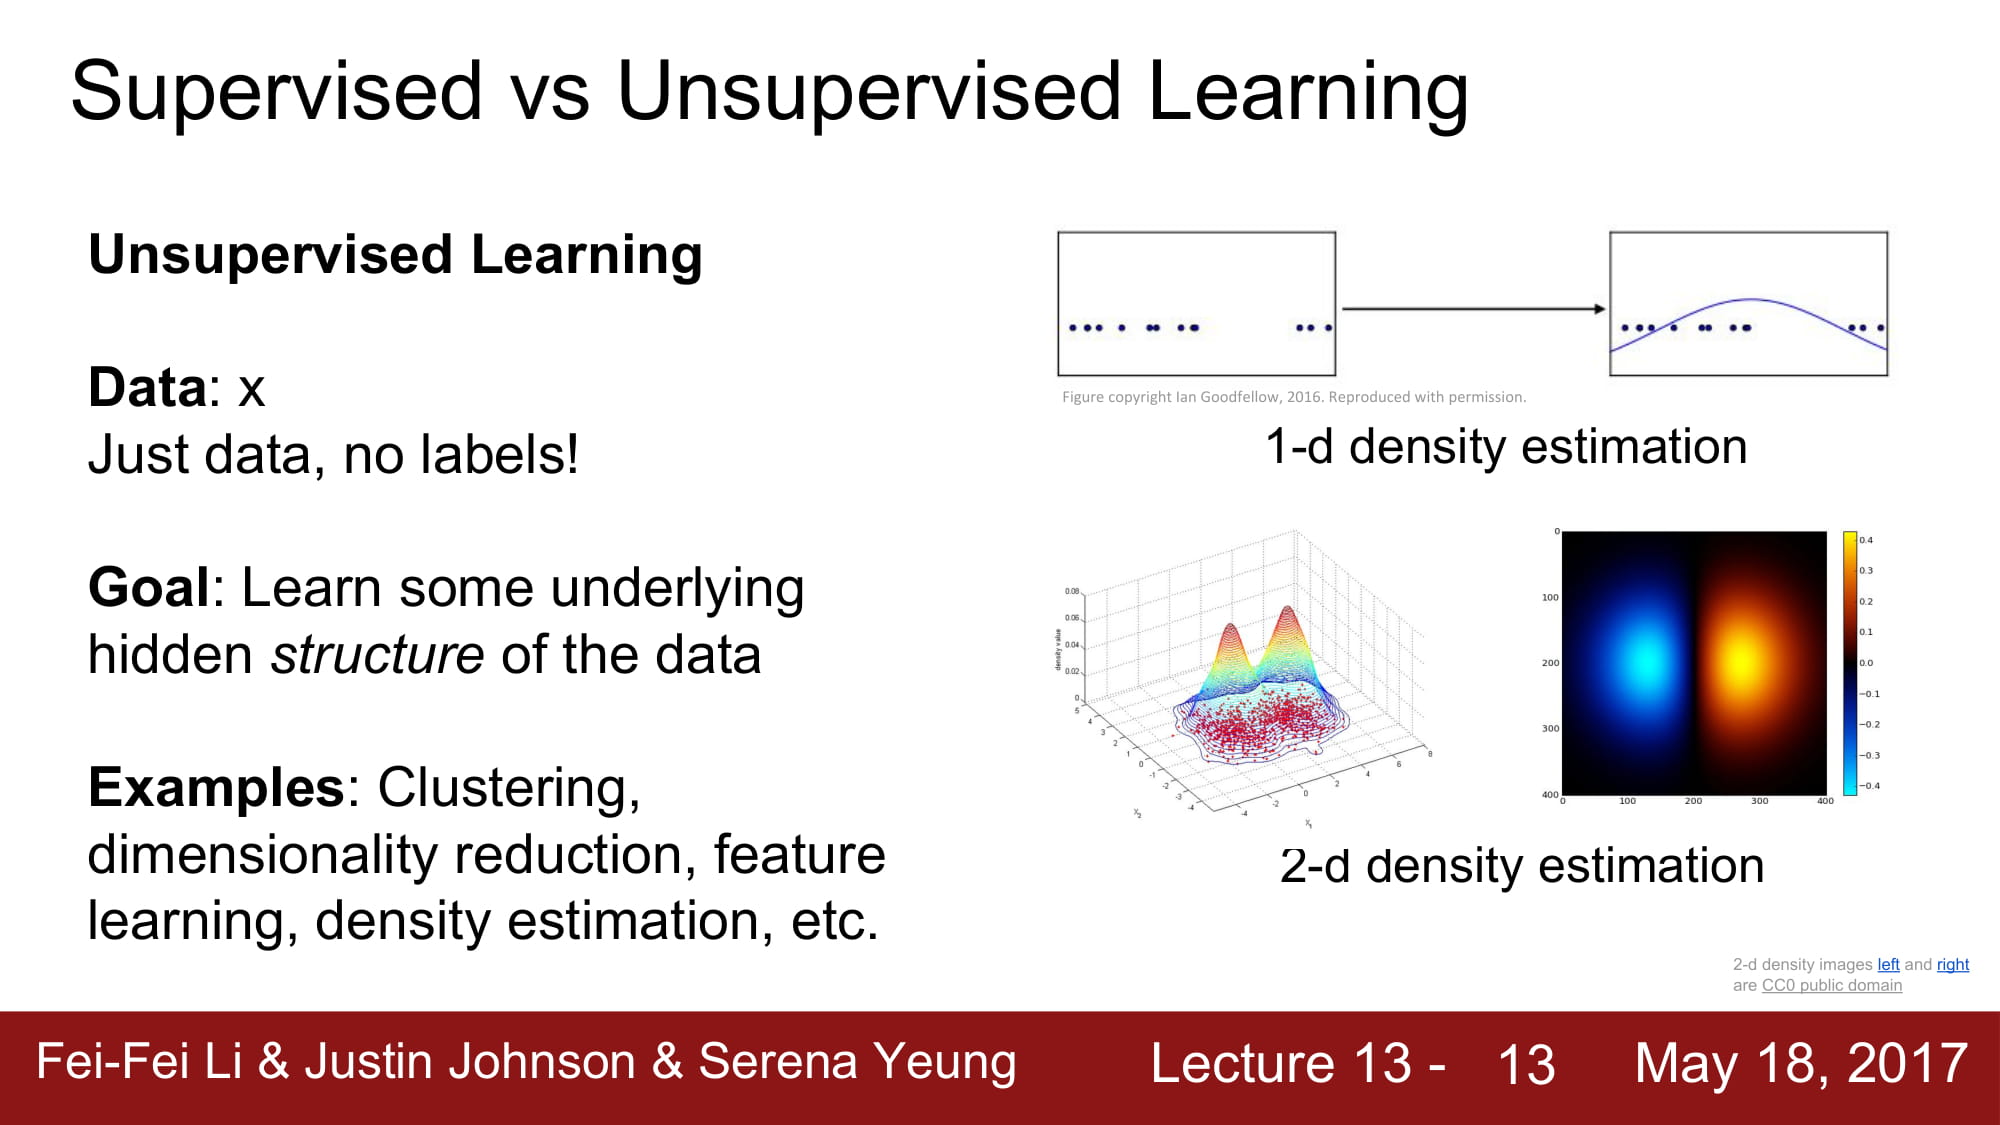 Supervised vs Unsupervised Learning
Unsupervised Learning
Data: x
Just data, no labels!
Goal: Learn some underlying
hidden structure of the data
Examples: Clustering,
dimensionality reduction, feature
learning, density estimation, etc.
Figure copyright Ian Goodfellow, 2016. Reproduced with permission.
1-d density estimation
density value
0.08
0.06
0.04
0.02
0
5
4
3
2
1
0
-1
-2
-3
-4
x2
-4
-2
0
2
4
6
8
x1
0
100
200
300
400
0
100
200
300
400
0.4
0.3
0.2
0.1
0.0
−0.1
−0.2
−0.3
−0.4
2-d density estimation
2-d density images left and right
are CC0 public domain
Fei-Fei Li & Justin Johnson & Serena Yeung
Lecture 13 - 13
May 18, 2017